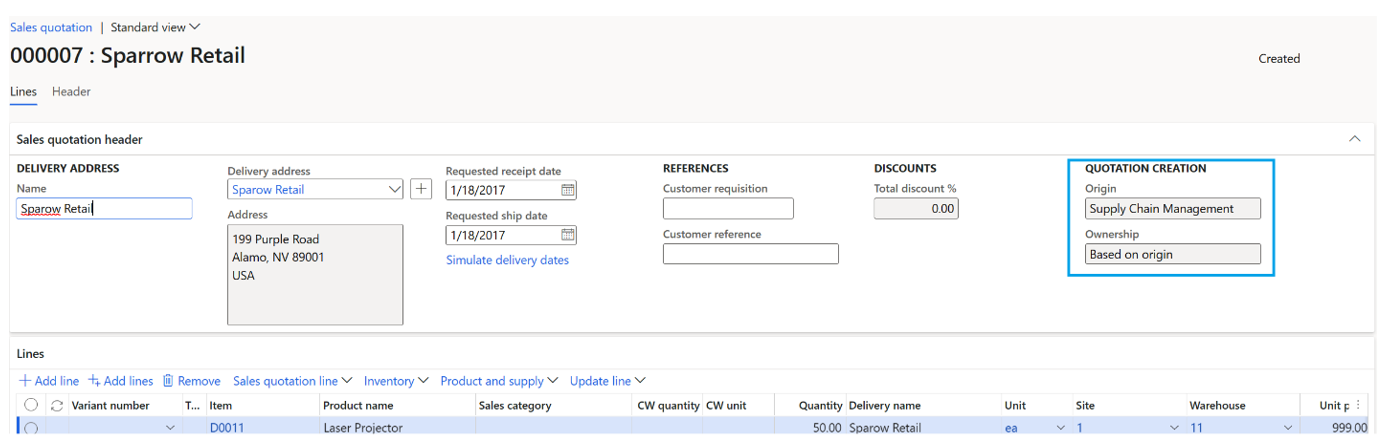 Sales quotation | Standard view
000007 : Sparrow Retail
Created
Lines Header
Sales quotation header
DELIVERY ADDRESS
Name
Sparow Retail
Delivery address
Sparow Retail
Address
199 Purple Road
Alamo, NV 89001
USA
Requested receipt date
1/18/2017
Requested ship date
1/18/2017
Simulate delivery dates
REFERENCES
Customer requisition
Customer reference
DISCOUNTS
Total discount %
0.00
QUOTATION CREATION
Origin
Supply Chain Management
Ownership
Based on origin
Lines
+ Add line Add lines Remove Sales quotation line Inventory Product and supply Update line
Variant number T... Item Product name Sales category CW quantity CW unit Quantity Delivery name Unit Site Warehouse Unit p
D0011 Laser Projector 50.00 Sparow Retail ea 1 11 999.00